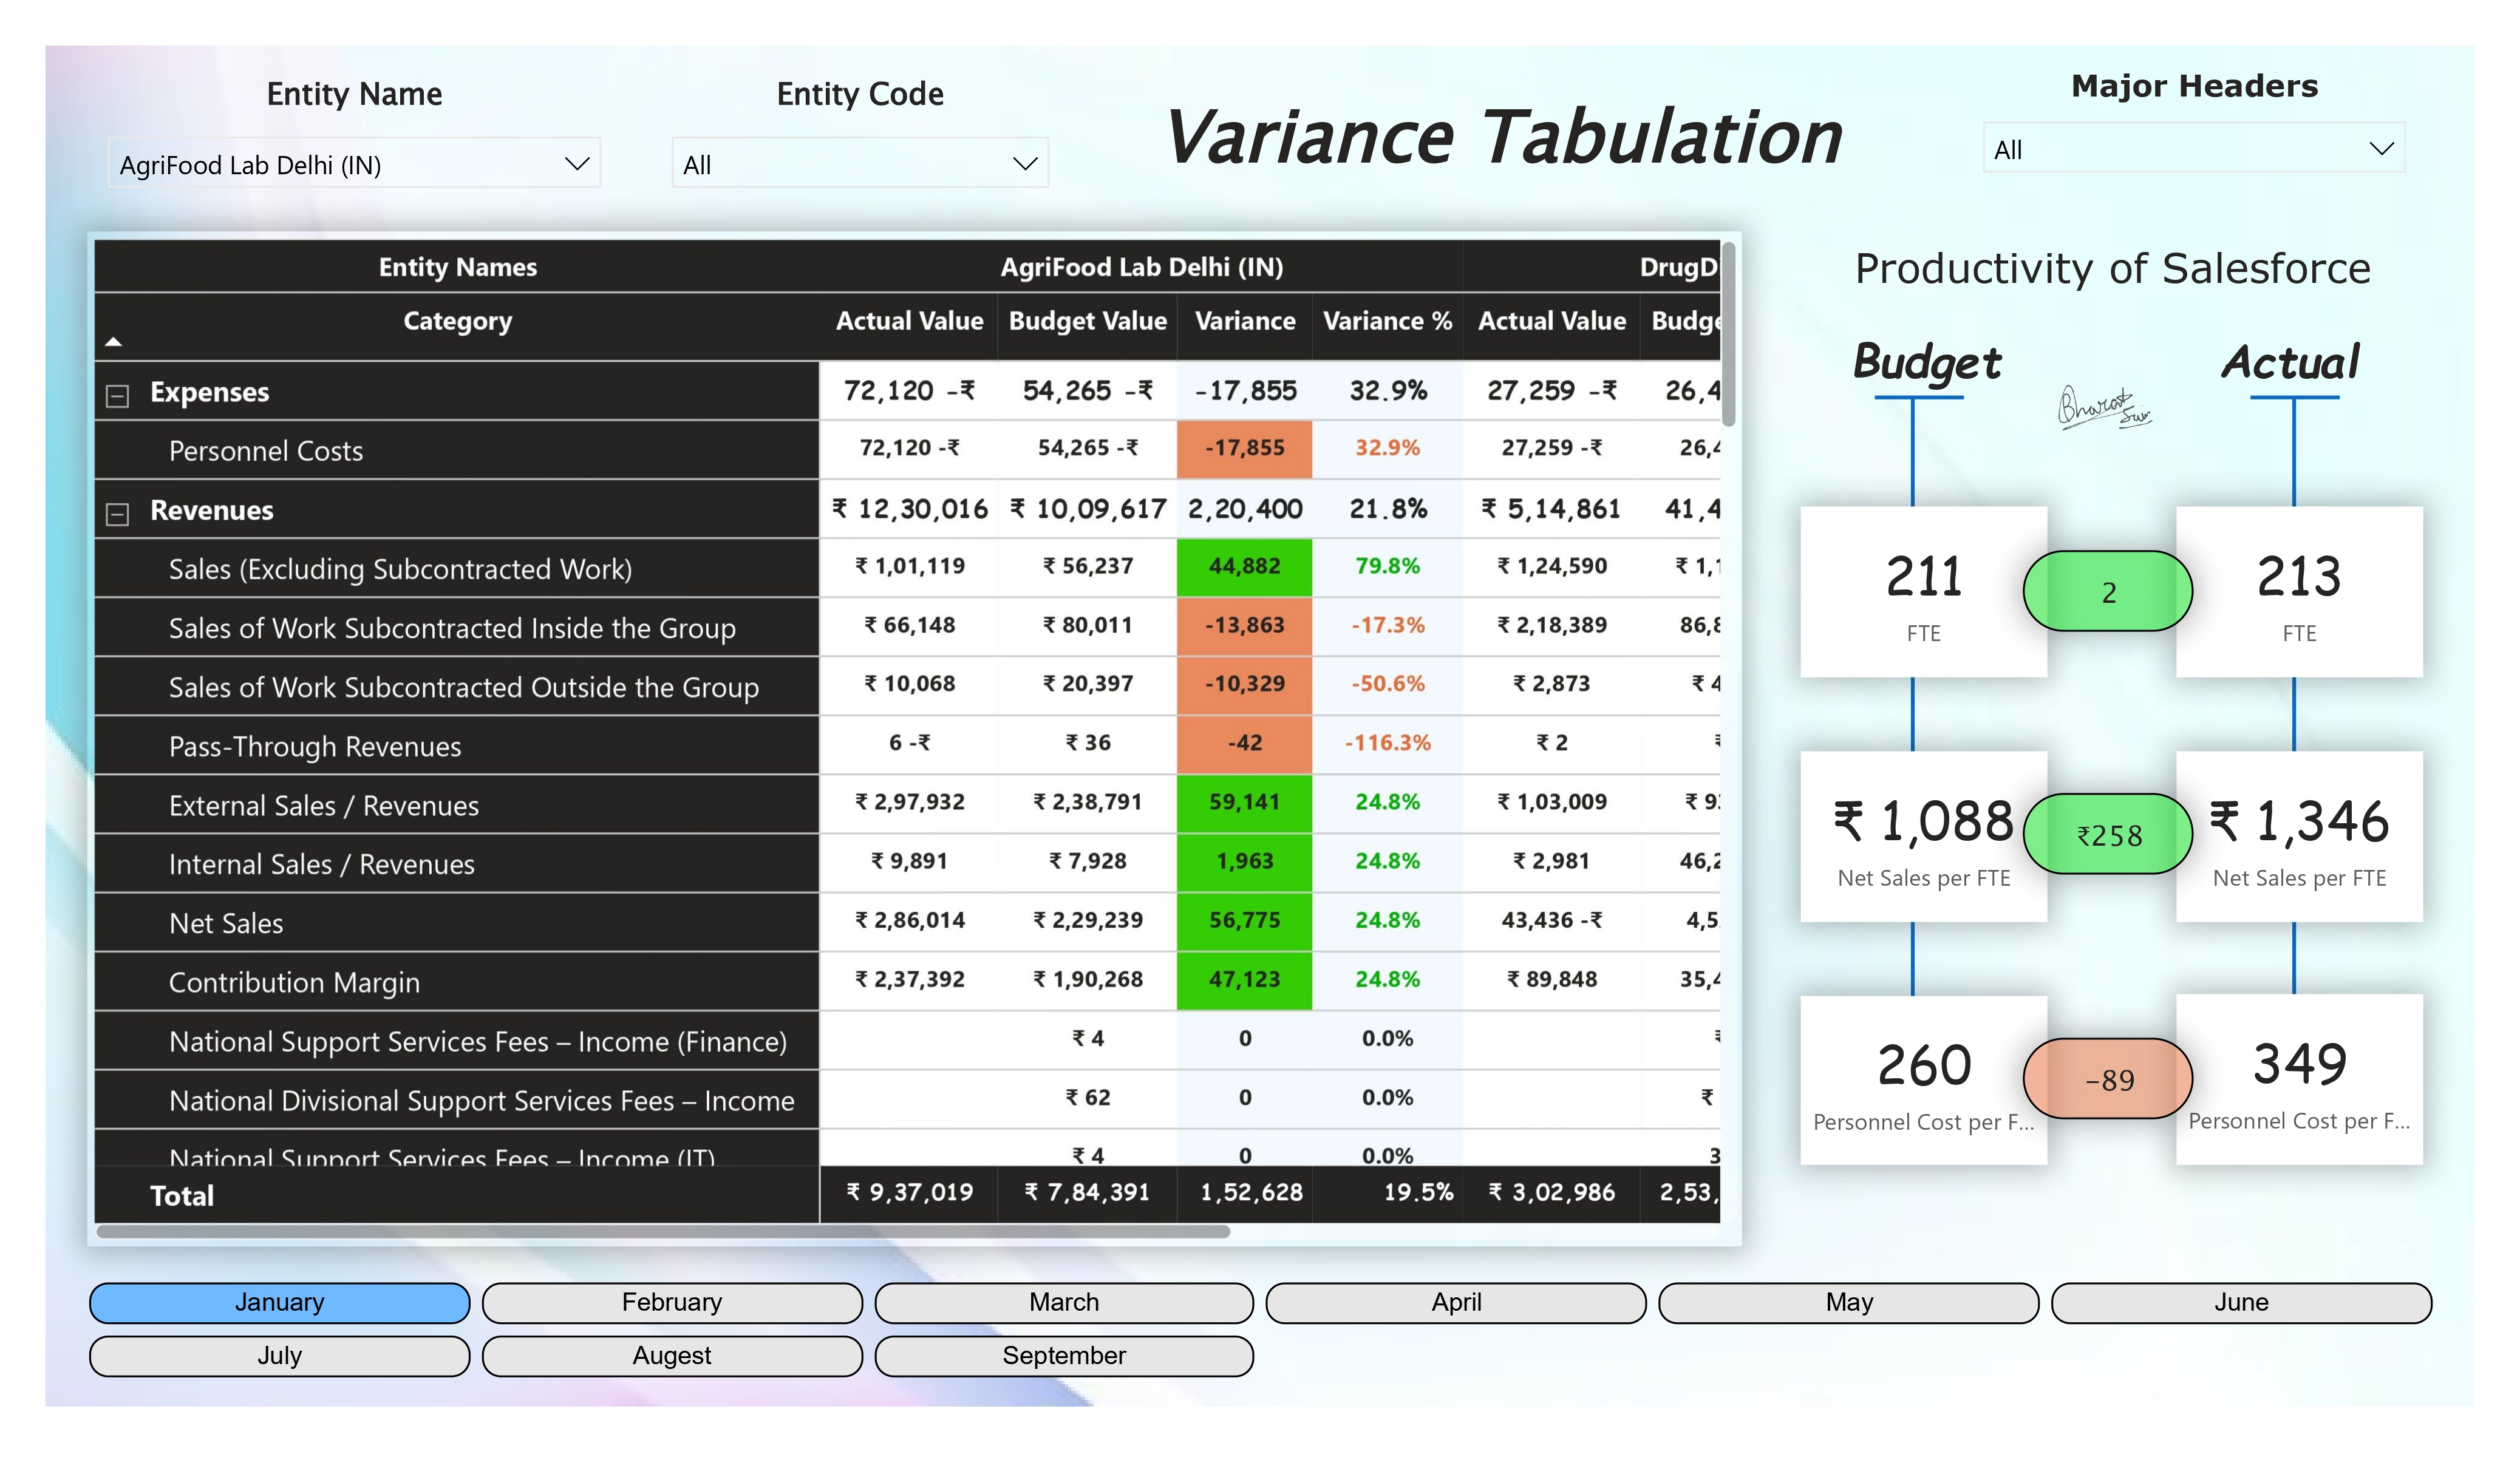 Entity Name
Entity Code
Variance Tabulation
Major Headers
AgriFood Lab Delhi (IN)
All
All
Entity Names AgriFood Lab Delhi (IN) DrugD
Category Actual Value Budget Value Variance Variance % Actual Value Budge
Expenses 72,120 -₹ 54,265 -₹ -17,855 32.9% 27,259 -₹ 26,4
Personnel Costs 72,120 -₹ 54,265 -₹ -17,855 32.9% 27,259 -₹ 26,4
Revenues ₹ 12,30,016 ₹ 10,09,617 2,20,400 21.8% ₹ 5,14,861 41,4
Sales (Excluding Subcontracted Work) ₹ 1,01,119 ₹ 56,237 44,882 79.8% ₹ 1,24,590 ₹ 1,1
Sales of Work Subcontracted Inside the Group ₹ 66,148 ₹ 80,011 -13,863 -17.3% ₹ 2,18,389 86,8
Sales of Work Subcontracted Outside the Group ₹ 10,068 ₹ 20,397 -10,329 -50.6% ₹ 2,873 ₹ 4
Pass-Through Revenues 6 -₹ ₹ 36 -42 -116.3% ₹ 2 ₹
External Sales / Revenues ₹ 2,97,932 ₹ 2,38,791 59,141 24.8% ₹ 1,03,009 ₹ 93
Internal Sales / Revenues ₹ 9,891 ₹ 7,928 1,963 24.8% ₹ 2,981 46,2
Net Sales ₹ 2,86,014 ₹ 2,29,239 56,775 24.8% 43,436 -₹ 4,5
Contribution Margin ₹ 2,37,392 ₹ 1,90,268 47,123 24.8% ₹ 89,848 35,4
National Support Services Fees – Income (Finance) ₹ 4 0 0.0% ₹
National Divisional Support Services Fees – Income ₹ 62 0 0.0% ₹
National Support Services Fees – Income (IT) ₹ 4 0 0.0% 3
Total ₹ 9,37,019 ₹ 7,84,391 1,52,628 19.5% ₹ 3,02,986 2,53,
Productivity of Salesforce
Budget Actual
Bharat
211 2 213
FTE FTE
₹ 1,088 ₹258 ₹ 1,346
Net Sales per FTE Net Sales per FTE
260 -89 349
Personnel Cost per F... Personnel Cost per F...
January February March April May June
July Augest September